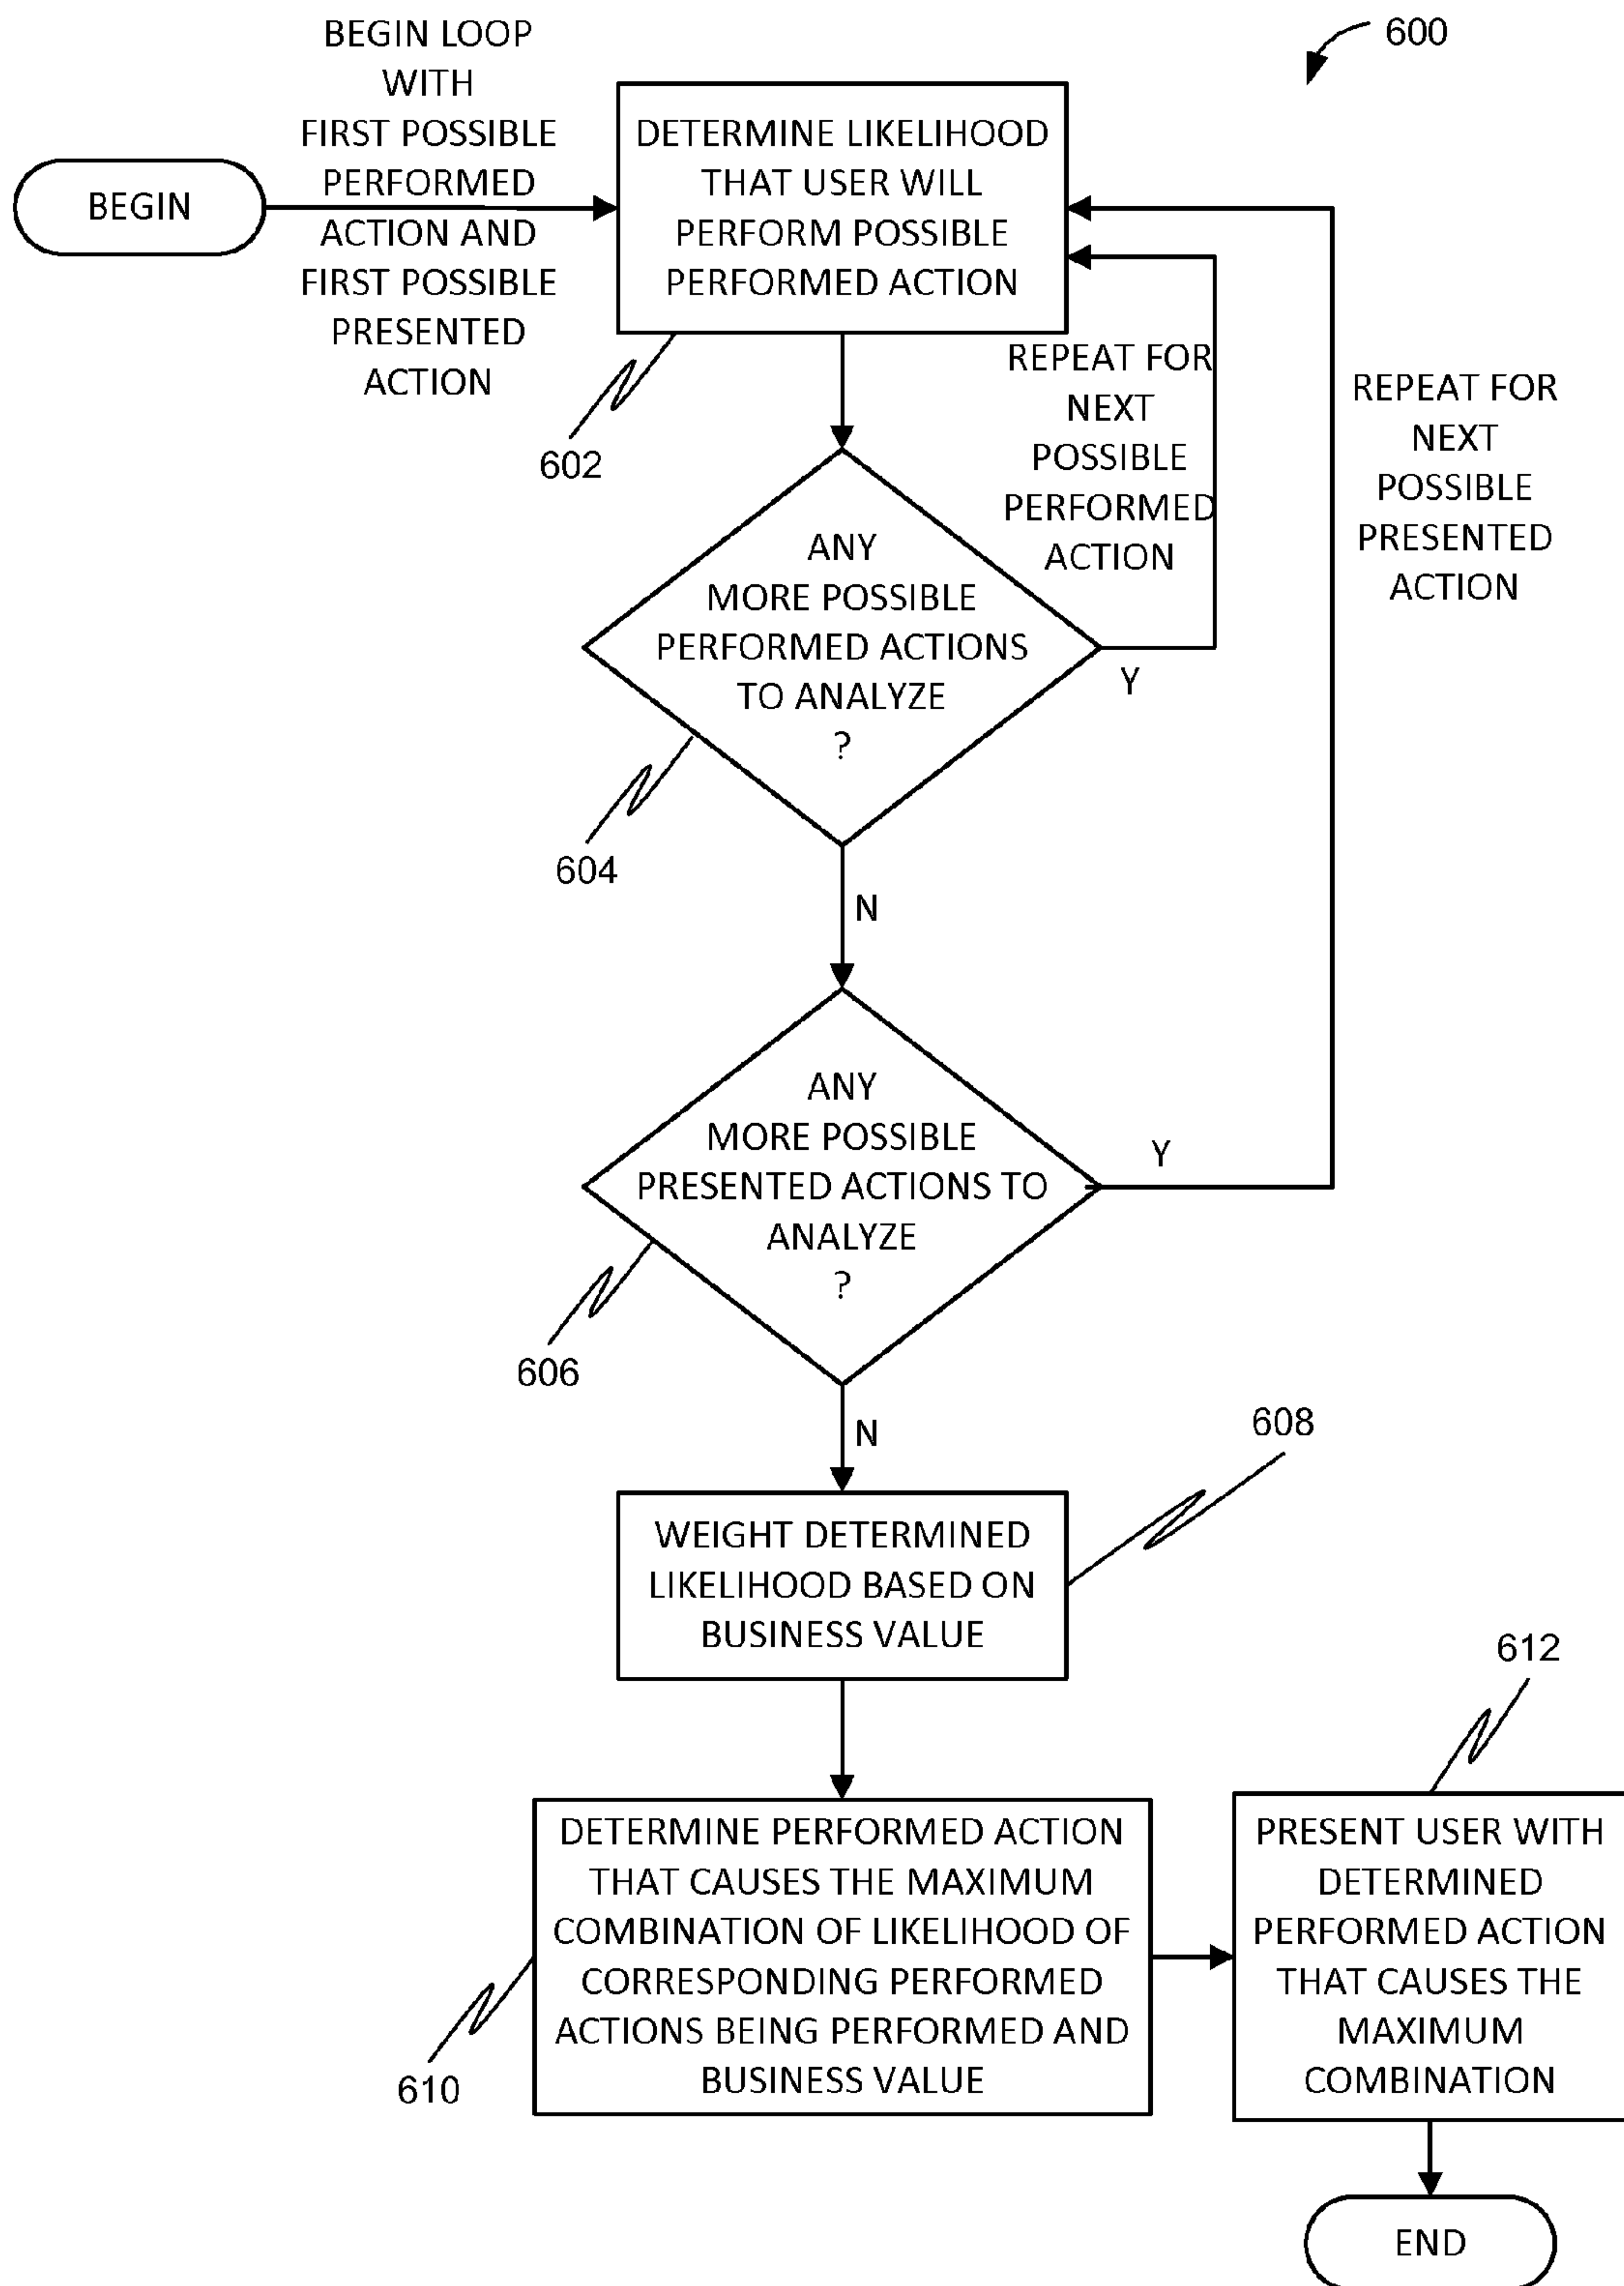 600
BEGIN LOOP
WITH
FIRST POSSIBLE
PERFORMED
ACTION AND
FIRST POSSIBLE
PRESENTED
ACTION
BEGIN
DETERMINE LIKELIHOOD
THAT USER WILL
PERFORM POSSIBLE
PERFORMED ACTION
602
REPEAT FOR
NEXT
POSSIBLE
PERFORMED
ACTION
REPEAT FOR
NEXT
POSSIBLE
PRESENTED
ACTION
ANY
MORE POSSIBLE
PERFORMED ACTIONS
TO ANALYZE
?
Y
604
N
ANY
MORE POSSIBLE
PRESENTED ACTIONS TO
ANALYZE
?
Y
606
N
608
WEIGHT DETERMINED
LIKELIHOOD BASED ON
BUSINESS VALUE
612
DETERMINE PERFORMED ACTION
THAT CAUSES THE MAXIMUM
COMBINATION OF LIKELIHOOD OF
CORRESPONDING PERFORMED
ACTIONS BEING PERFORMED AND
BUSINESS VALUE
610
PRESENT USER WITH
DETERMINED
PERFORMED ACTION
THAT CAUSES THE
MAXIMUM
COMBINATION
END